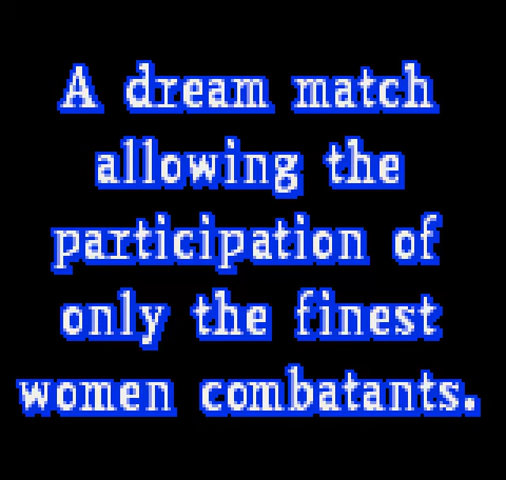 A dream match
allowing the
participation of
only the finest
women combatants.